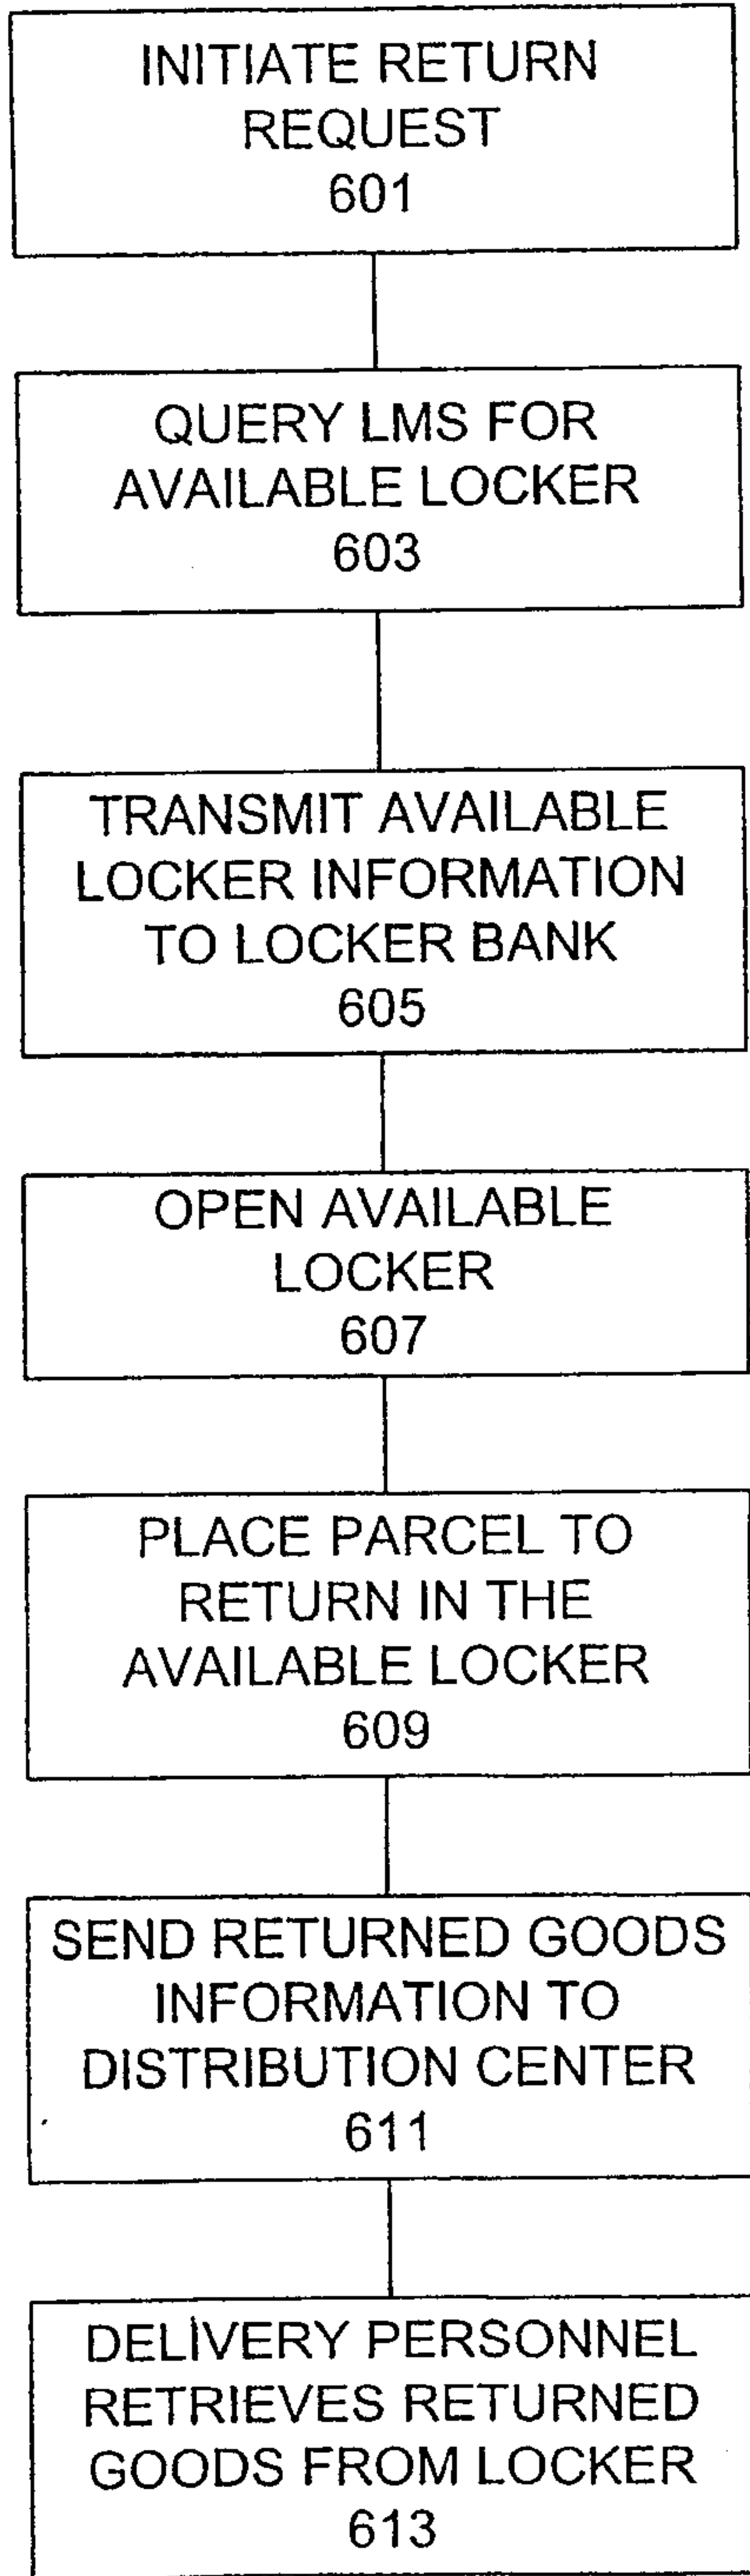 INITIATE RETURN
REQUEST
601
QUERY LMS FOR
AVAILABLE LOCKER
603
TRANSMIT AVAILABLE
LOCKER INFORMATION
TO LOCKER BANK
605
OPEN AVAILABLE
LOCKER
607
PLACE PARCEL TO
RETURN IN THE
AVAILABLE LOCKER
609
SEND RETURNED GOODS
INFORMATION TO
DISTRIBUTION CENTER
611
DELIVERY PERSONNEL
RETRIEVES RETURNED
GOODS FROM LOCKER
613